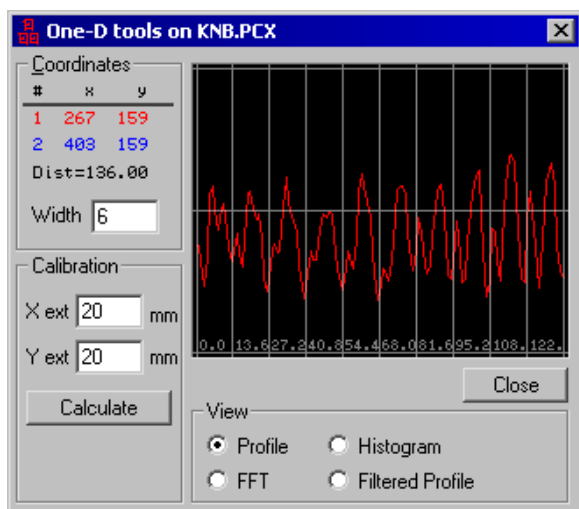 One-D tools on KNB.PCX
Coordinates
# x y
1 267 159
2 403 159
Dist=136.00
Width 6
Calibration
X ext 20 mm
Y ext 20 mm
Calculate
0.0 13.6 27.2 40.8 54.4 68.0 81.6 95.2 108. 122.
Close
View
Profile Histogram
FFT Filtered Profile